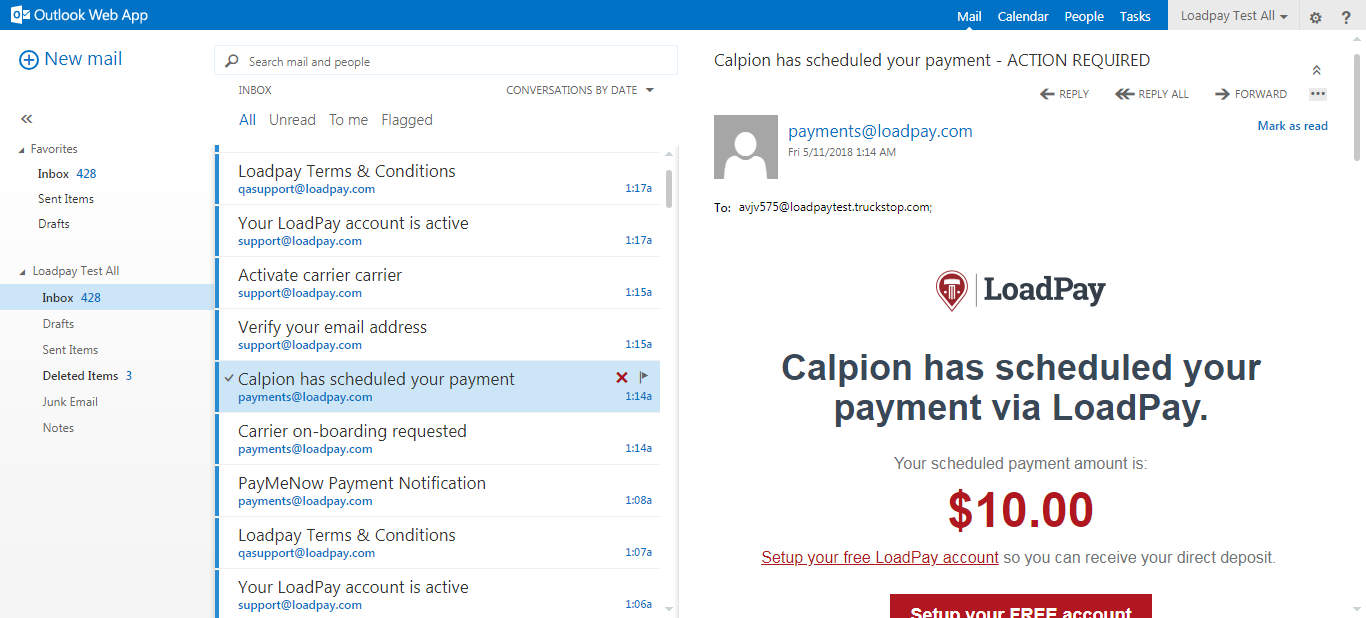 Outlook Web App
Mail Calendar People Tasks Loadpay Test All ?
New mail
Favorites
Inbox 428
Sent Items
Drafts
Loadpay Test All
Inbox 428
Drafts
Sent Items
Deleted Items 3
Junk Email
Notes
Search mail and people
INBOX CONVERSATIONS BY DATE
All Unread To me Flagged
Loadpay Terms & Conditions
qasupport@loadpay.com 1:17a
Your LoadPay account is active
support@loadpay.com 1:17a
Activate carrier carrier
support@loadpay.com 1:15a
Verify your email address
support@loadpay.com 1:15a
Calpion has scheduled your payment
payments@loadpay.com 1:14a
Carrier on-boarding requested
payments@loadpay.com 1:14a
PayMeNow Payment Notification
payments@loadpay.com 1:08a
Loadpay Terms & Conditions
qasupport@loadpay.com 1:07a
Your LoadPay account is active
support@loadpay.com 1:06a
Calpion has scheduled your payment - ACTION REQUIRED
REPLY REPLY ALL FORWARD
Mark as read
payments@loadpay.com
Fri 5/11/2018 1:14 AM
To: avjv575@loadpaytest.truckstop.com;
LoadPay
Calpion has scheduled your
payment via LoadPay.
Your scheduled payment amount is:
$10.00
Setup your free LoadPay account so you can receive your direct deposit.
Setup your FREE account